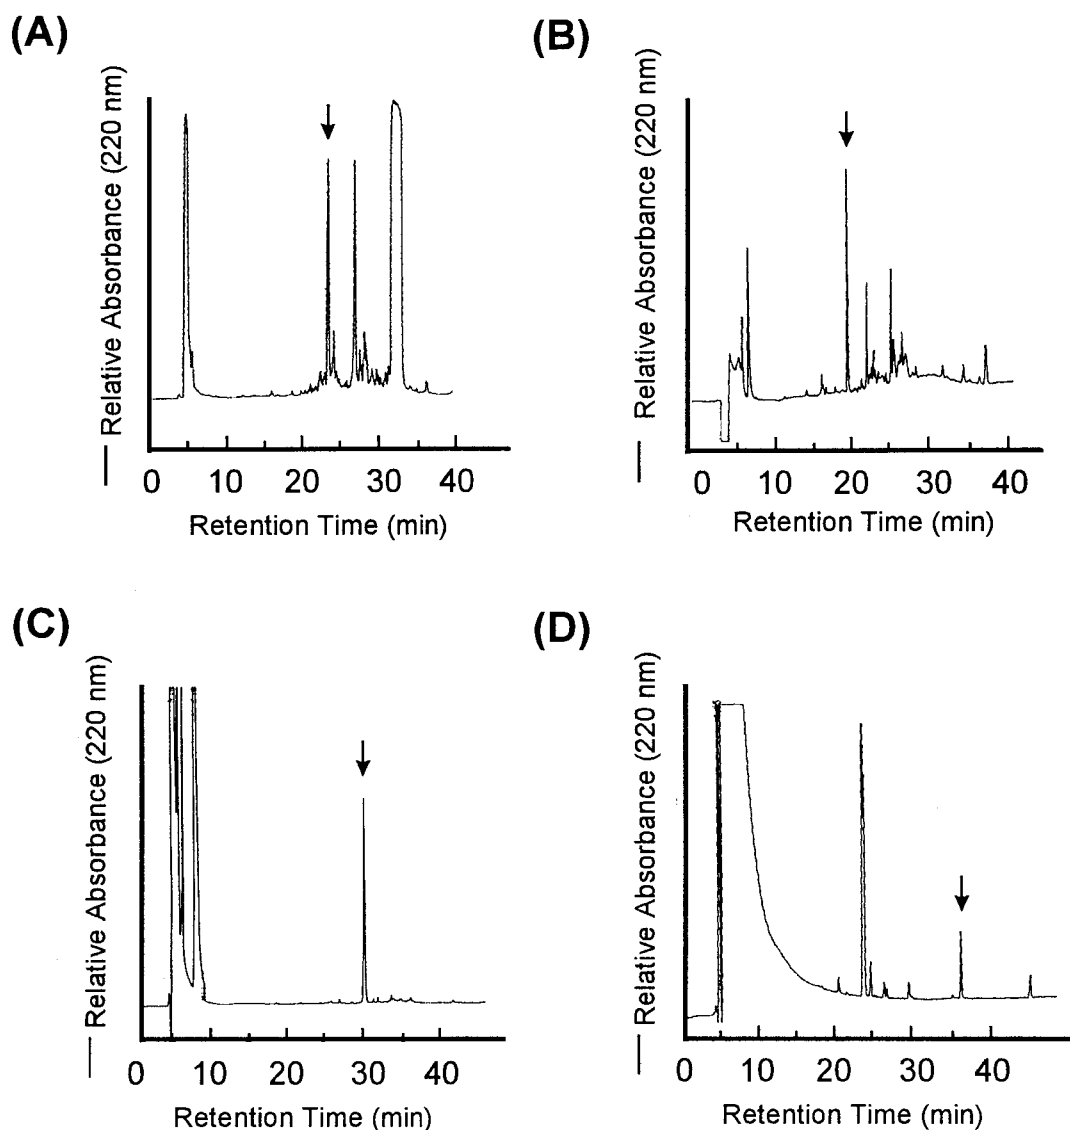 (A)
Relative Absorbance (220 nm)
0 10 20 30 40
Retention Time (min)
(B)
Relative Absorbance (220 nm)
0 10 20 30 40
Retention Time (min)
(C)
Relative Absorbance (220 nm)
0 10 20 30 40
Retention Time (min)
(D)
Relative Absorbance (220 nm)
0 10 20 30 40
Retention Time (min)